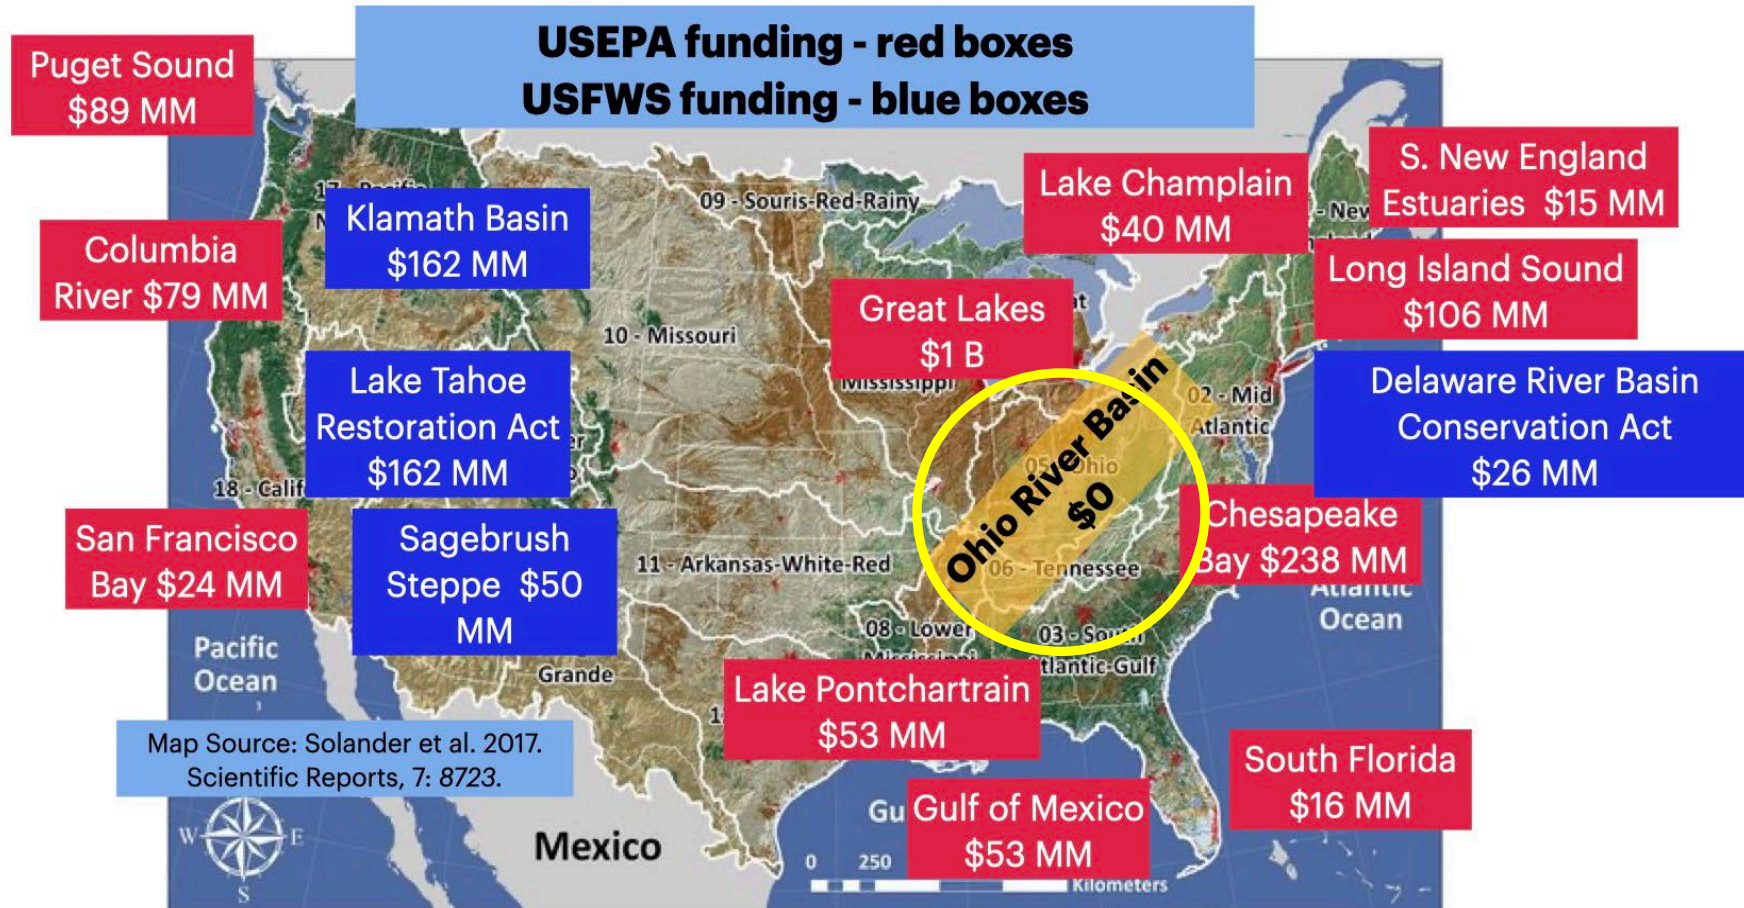 USEPA funding - red boxes
USFWS funding - blue boxes
Puget Sound
$89 MM
Columbia
River $79 MM
Klamath Basin
$162 MM
09 - Souris-Red-Rainy
Lake Champlain
$40 MM
S. New England
Estuaries $15 MM
- New
Long Island Sound
$106 MM
Great Lakes
$1 B
10 - Missouri
Mississippi
Lake Tahoe
Restoration Act
$162 MM
Ohio River Basin
$0
05 - Ohio
02 - Mid
Atlantic
Delaware River Basin
Conservation Act
$26 MM
18 - Calif
San Francisco
Bay $24 MM
Sagebrush
Steppe $50
MM
11 - Arkansas-White-Red
06 - Tennessee
Chesapeake
Bay $238 MM
Atlantic
Ocean
08 - Lower
Mississippi
03 - South
Atlantic-Gulf
Pacific
Ocean
Grande
Lake Pontchartrain
$53 MM
Map Source: Solander et al. 2017.
Scientific Reports, 7: 8723.
South Florida
$16 MM
Gulf of Mexico
$53 MM
Mexico
W E
S
0 250
Kilometers